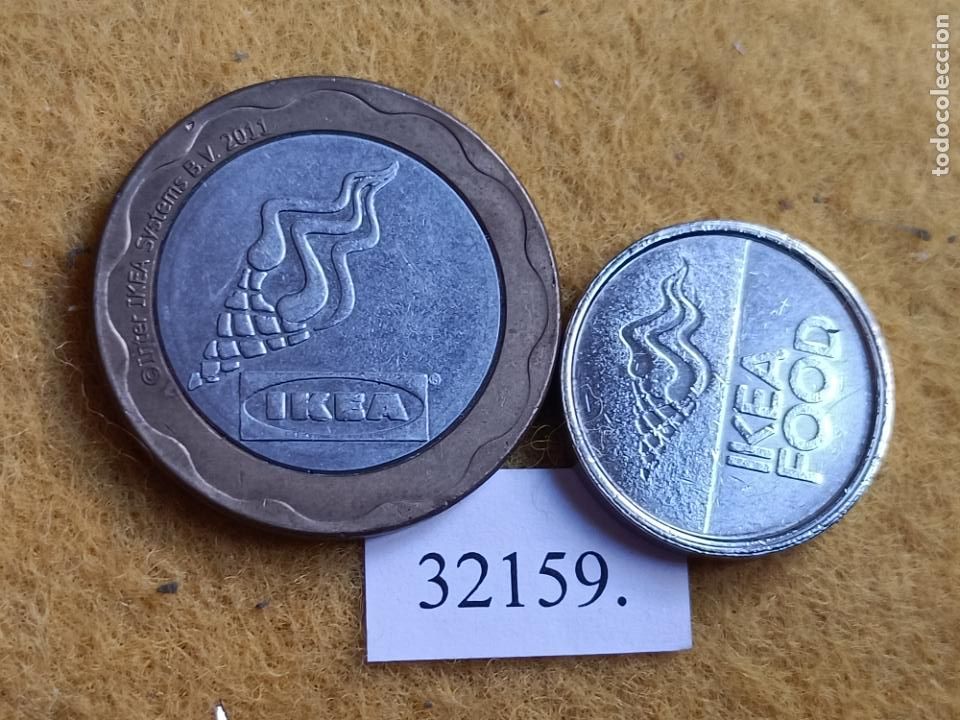 © Inter IKEA Systems B.V. 2011
IKEA®
IKEA
FOOD
32159.
todocoleccion